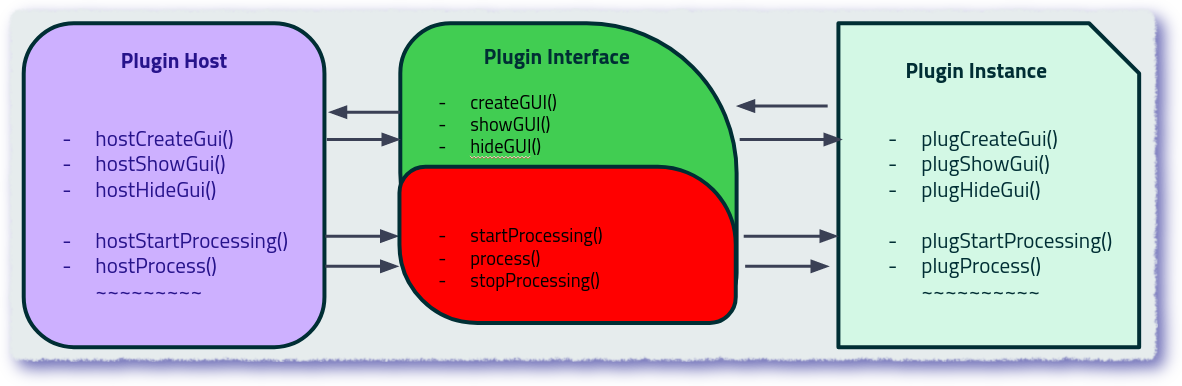 Plugin Host
- hostCreateGui()
- hostShowGui()
- hostHideGui()
- hostStartProcessing()
- hostProcess()
~~~~~~~~~
Plugin Interface
- createGUI()
- showGUI()
- hideGUI()
- startProcessing()
- process()
- stopProcessing()
Plugin Instance
- plugCreateGui()
- plugShowGui()
- plugHideGui()
- plugStartProcessing()
- plugProcess()
~~~~~~~~~~